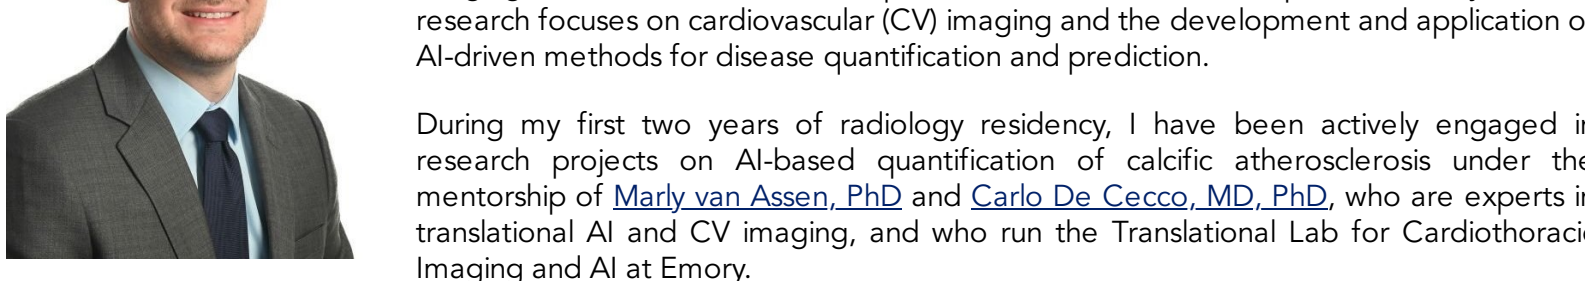 research focuses on cardiovascular (CV) imaging and the development and application
AI-driven methods for disease quantification and prediction.
During my first two years of radiology residency, I have been actively engaged in
research projects on AI-based quantification of calcific atherosclerosis under the
mentorship of Marly van Assen, PhD and Carlo De Cecco, MD, PhD, who are experts in
translational AI and CV imaging, and who run the Translational Lab for Cardiothoracic
Imaging and AI at Emory.